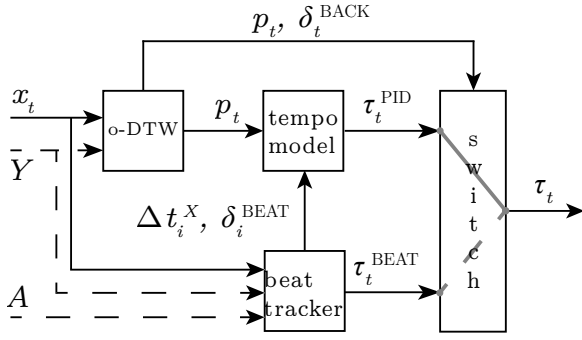 p_t, δ_t^BACK
x_t
o-DTW
p_t
tempo
model
τ_t^PID
Y
s
w
i
t
c
h
τ_t
Δt_i^X, δ_i^BEAT
beat
tracker
τ_t^BEAT
A